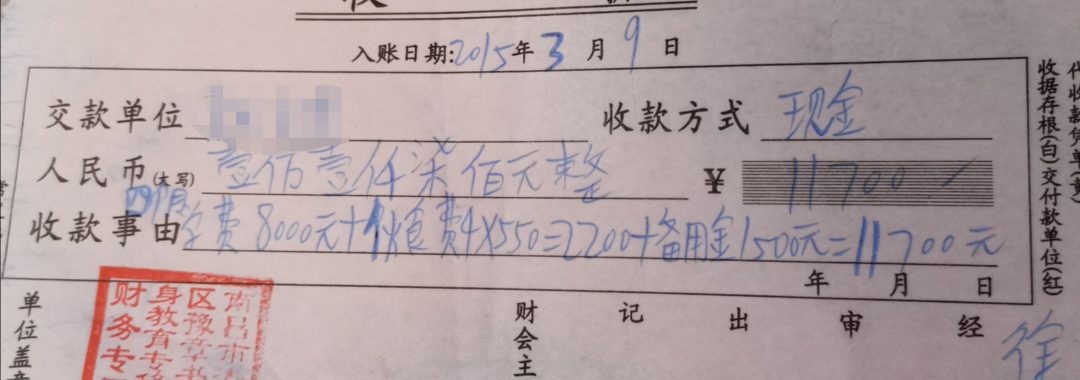 入账日期:2015年3月9日
交款单位 收款方式 现金
人民币(大写) 壹佰壹仟柒佰元整 ¥ 11700
收款事由 学费8000元+伙食费4×550=2200+备用金1500元=11700元
年 月 日
财会主 记 出 审 经
徐
单位盖章
南昌市
区豫章书
身教育专修
财务专
收据存根(白)交付款单位(红)
代收款凭单(黄)